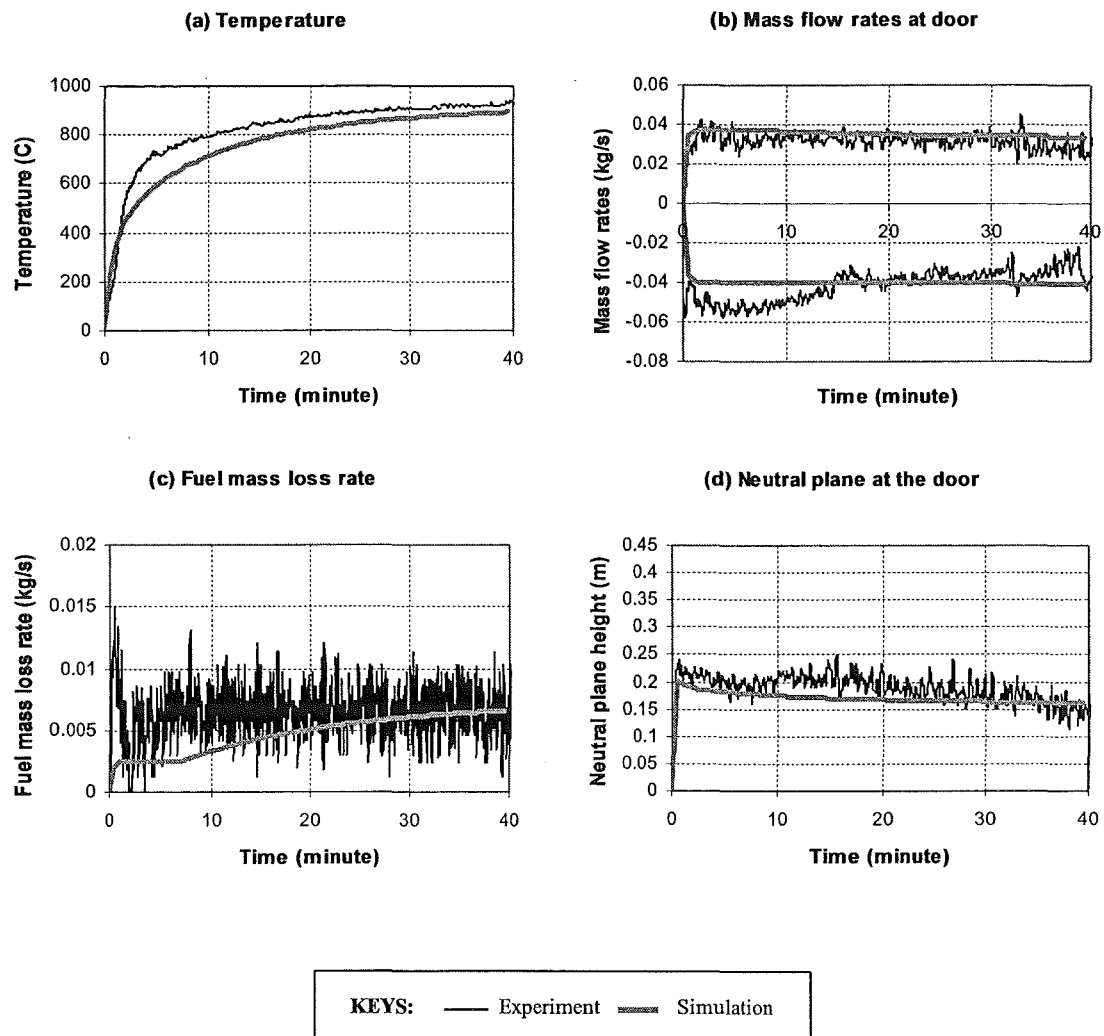 (a) Temperature
1000
800
600
400
200
0
0 10 20 30 40
Temperature (C)
Time (minute)
(b) Mass flow rates at door
0.06
0.04
0.02
0
-0.02
-0.04
-0.06
-0.08
0 10 20 30 40
Mass flow rates (kg/s)
Time (minute)
(c) Fuel mass loss rate
0.02
0.015
0.01
0.005
0
0 10 20 30 40
Fuel mass loss rate (kg/s)
Time (minute)
(d) Neutral plane at the door
0.45
0.4
0.35
0.3
0.25
0.2
0.15
0.1
0.05
0
0 10 20 30 40
Neutral plane height (m)
Time (minute)
KEYS: Experiment Simulation